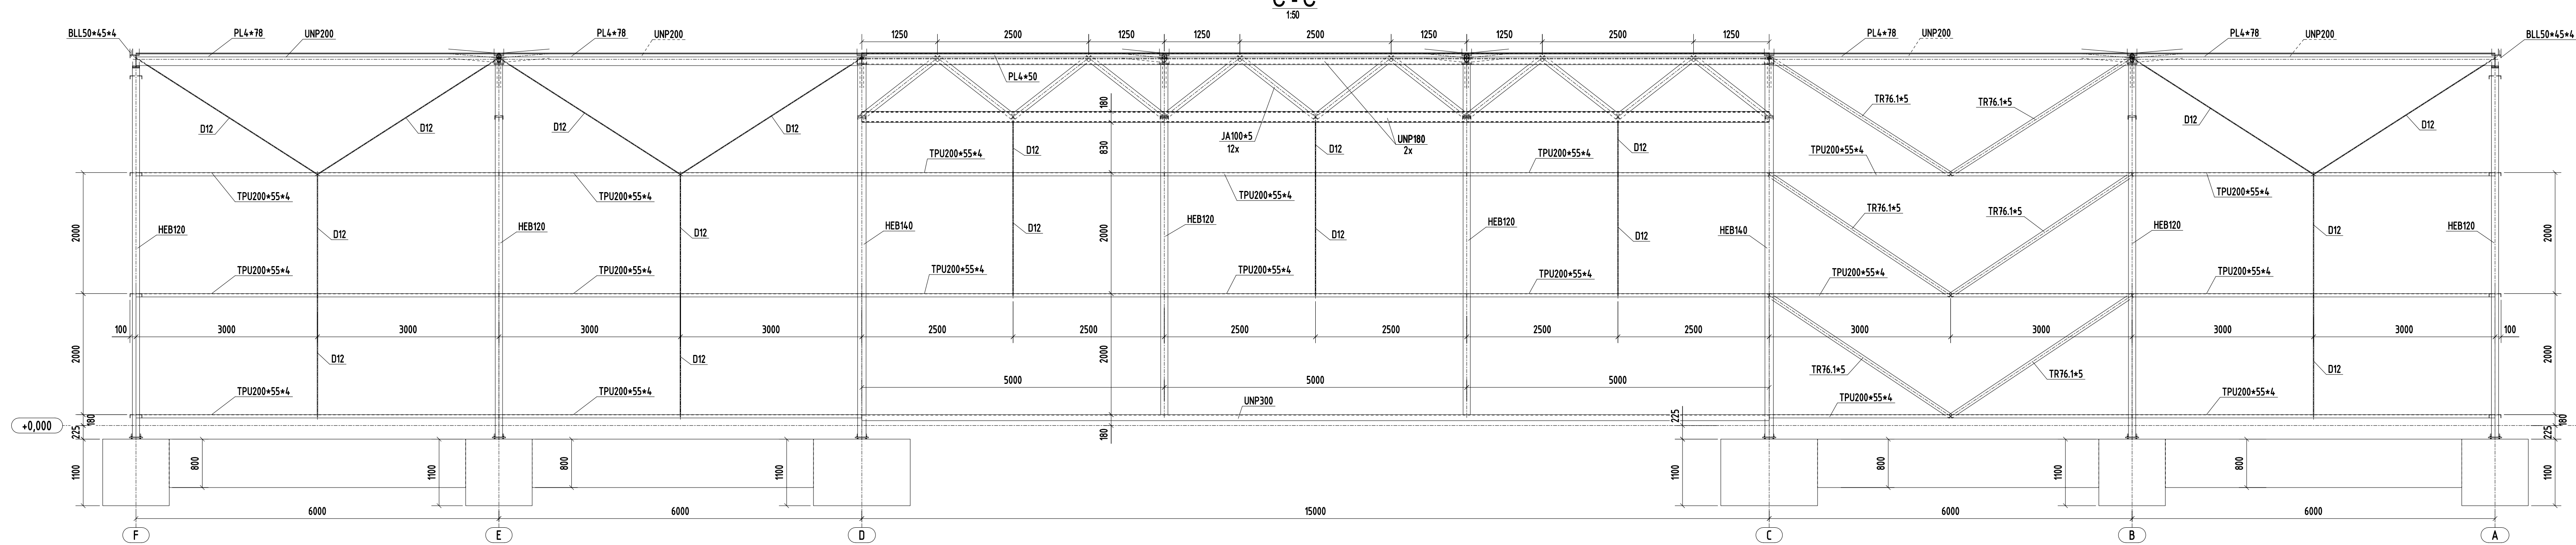 C - C
1:50
1250 2500 1250 1250 2500 1250 1250 2500 1250
BLL50*45*4 PL4*78 UNP200 PL4*78 UNP200 PL4*78 UNP200 PL4*78 UNP200 BLL50*45*4
PL4*50
TR76.1*5 TR76.1*5
180
D12 D12 D12 D12 D12 D12
JA100*5
12x
UNP180
2x
830
D12 D12 D12
TPU200*55*4 TPU200*55*4 TPU200*55*4
TPU200*55*4 TPU200*55*4 TPU200*55*4 TPU200*55*4
TR76.1*5 TR76.1*5
2000 HEB120 D12 HEB120 D12 HEB140 D12 2000 HEB120 D12 HEB120 D12 HEB140 HEB120 D12 HEB120 2000
TPU200*55*4 TPU200*55*4 TPU200*55*4 TPU200*55*4 TPU200*55*4 TPU200*55*4 TPU200*55*4
100 3000 3000 3000 3000 2500 2500 2500 2500 2500 2500 3000 3000 3000 3000 100
2000 D12 D12 2000 D12 2000
TR76.1*5 TR76.1*5
5000 5000 5000
TPU200*55*4 TPU200*55*4 UNP300 TPU200*55*4 TPU200*55*4
+0,000 225 180 180 225 225 180
1100 800 1100 800 1100 1100 800 1100 800 1100
6000 6000 15000 6000 6000
F E D C B A